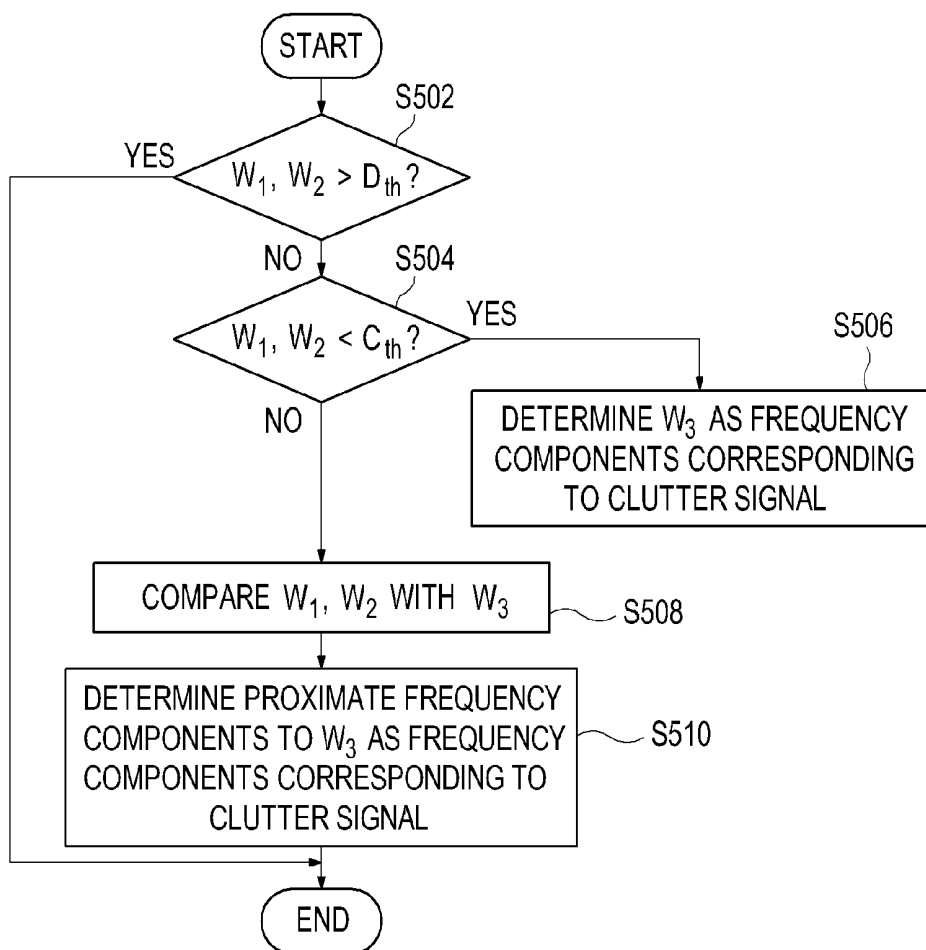 START
S502
YES
W₁, W₂ > Dₜₕ?
NO
S504
W₁, W₂ < Cₜₕ?
YES
NO
S506
DETERMINE W₃ AS FREQUENCY
COMPONENTS CORRESPONDING
TO CLUTTER SIGNAL
COMPARE W₁, W₂ WITH W₃
S508
DETERMINE PROXIMATE FREQUENCY
COMPONENTS TO W₃ AS FREQUENCY
COMPONENTS CORRESPONDING TO
CLUTTER SIGNAL
S510
END